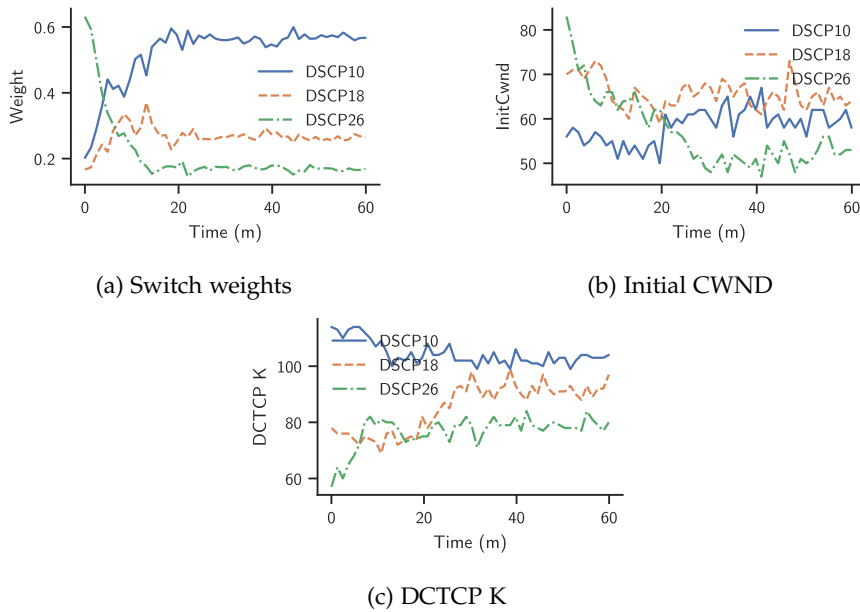 0.6
0.4
0.2
Weight
DSCP10
DSCP18
DSCP26
0 20 40 60
Time (m)
(a) Switch weights
80
70
60
50
InitCwnd
DSCP10
DSCP18
DSCP26
0 20 40 60
Time (m)
(b) Initial CWND
100
80
60
DCTCP K
DSCP10
DSCP18
DSCP26
0 20 40 60
Time (m)
(c) DCTCP K